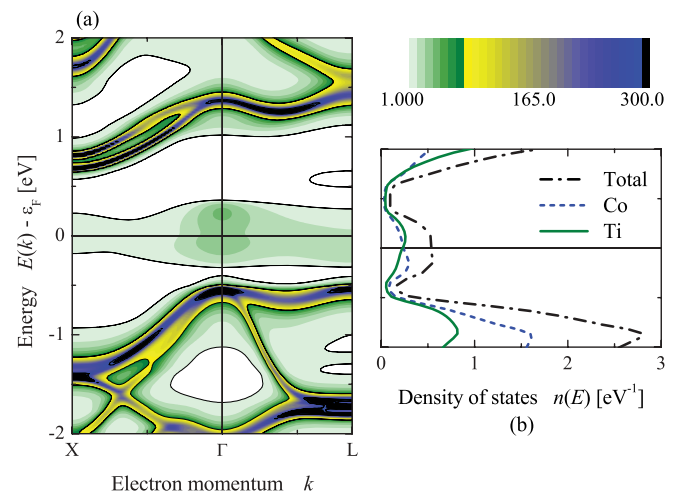 (a)
2
1
0
-1
-2
Energy E(k) - εF [eV]
X Γ L
Electron momentum k
1.000 165.0 300.0
Total
Co
Ti
0 1 2 3
Density of states n(E) [eV-1]
(b)